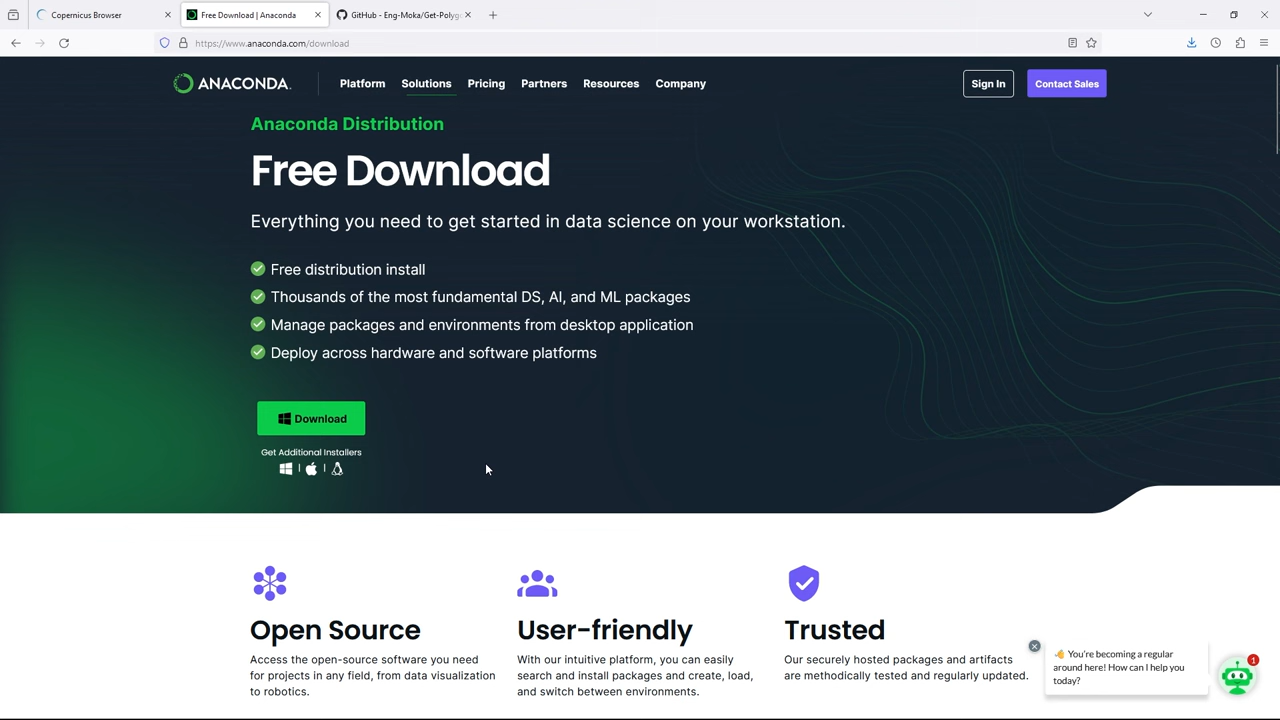 Copernicus Browser
Free Download | Anaconda
GitHub - Eng-Moka/Get-Polyg
https://www.anaconda.com/download
ANACONDA.
Platform
Solutions
Pricing
Partners
Resources
Company
Sign In
Contact Sales
Anaconda Distribution
Free Download
Everything you need to get started in data science on your workstation.
Free distribution install
Thousands of the most fundamental DS, AI, and ML packages
Manage packages and environments from desktop application
Deploy across hardware and software platforms
Download
Get Additional Installers
Open Source
Access the open-source software you need
for projects in any field, from data visualization
to robotics.
User-friendly
With our intuitive platform, you can easily
search and install packages and create, load,
and switch between environments.
Trusted
Our securely hosted packages and artifacts
are methodically tested and regularly updated.
👋 You're becoming a regular
around here! How can I help you
today?
1